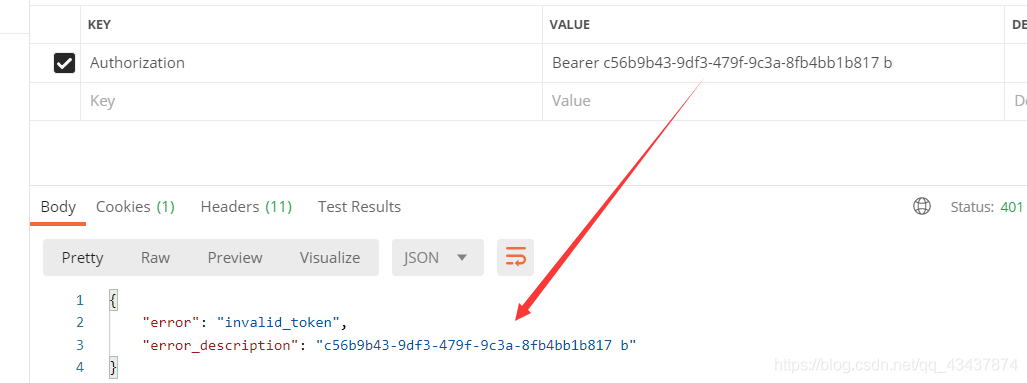 KEY VALUE DE
Authorization Bearer c56b9b43-9df3-479f-9c3a-8fb4bb1b817 b
Key Value De
Body Cookies (1) Headers (11) Test Results Status: 401
Pretty Raw Preview Visualize JSON
1 {
2 "error": "invalid_token",
3 "error_description": "c56b9b43-9df3-479f-9c3a-8fb4bb1b817 b"
4 }
https://blog.csdn.net/qq_43437874